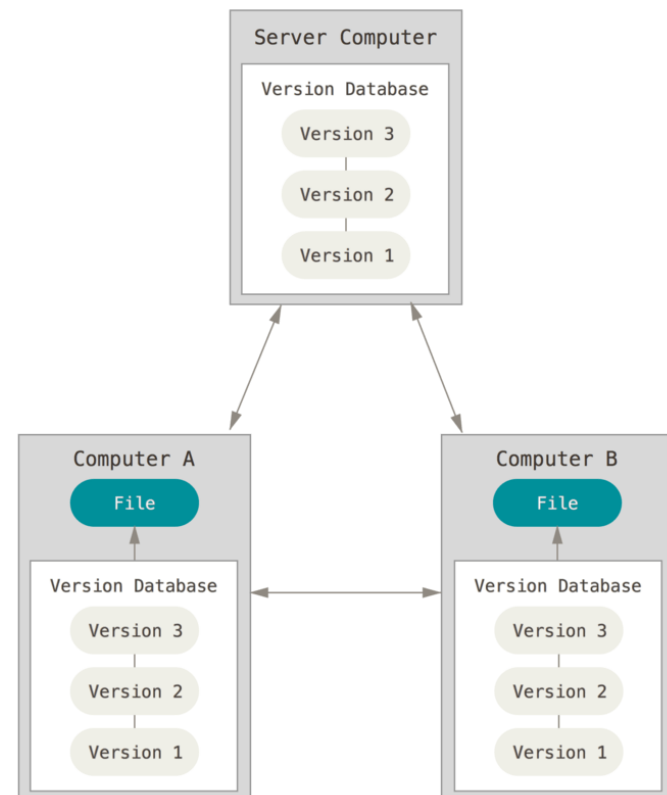 Server Computer
Version Database
Version 3
Version 2
Version 1
Computer A
File
Version Database
Version 3
Version 2
Version 1
Computer B
File
Version Database
Version 3
Version 2
Version 1